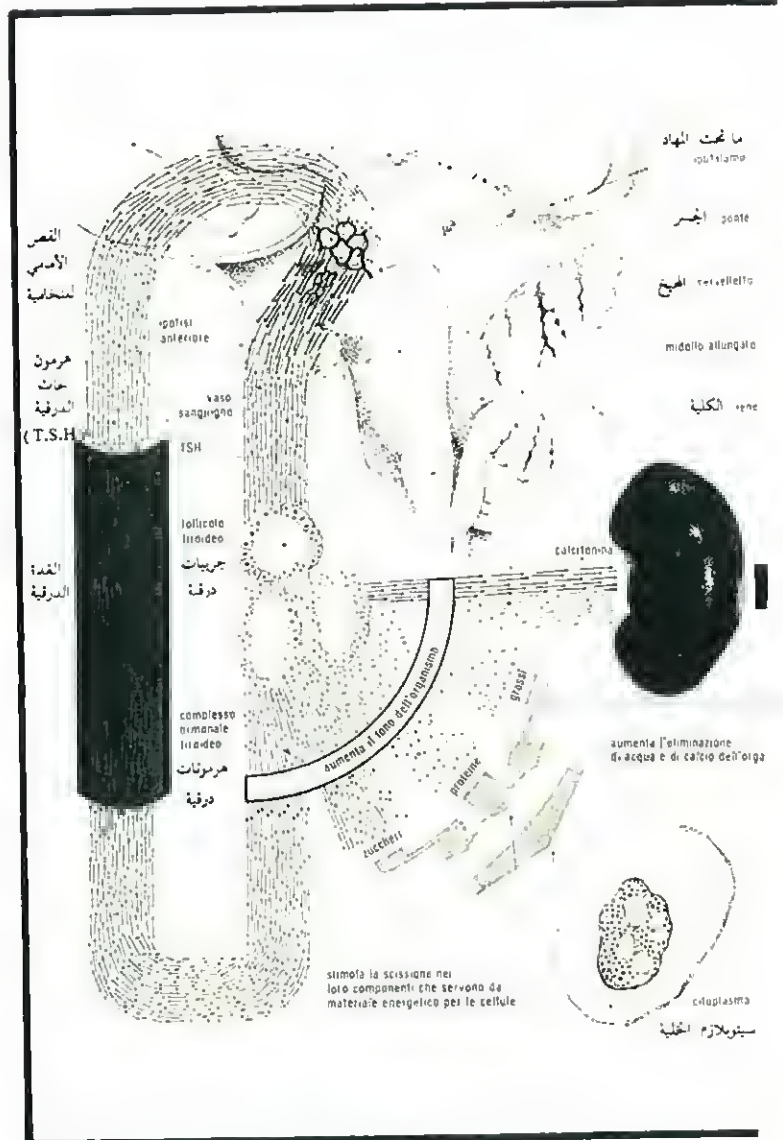 ما تحت المهاد
ipotalamo
الجسر ponte
المخيخ cervelletto
midollo allungato
الكلية rene
الفص
الأمامي
للنخامية
ipofisi
anteriore
هرمون
حاث
الدرقية
(T.S.H
vaso
sanguigno
TSH
follicolo
tiroideo
جريبات
درقية
الغدة
الدرقية
calcitonina
complesso
ormonale
tiroideo
هرمونات
درقية
aumenta il tono dell'organismo
grassi
proteine
zuccheri
aumenta l'eliminazione
di acqua e di calcio dell'orga
stimola la scissione nei
loro componenti che servono da
materiale energetico per le cellule
citoplasma
سيتوبلازم الخلية